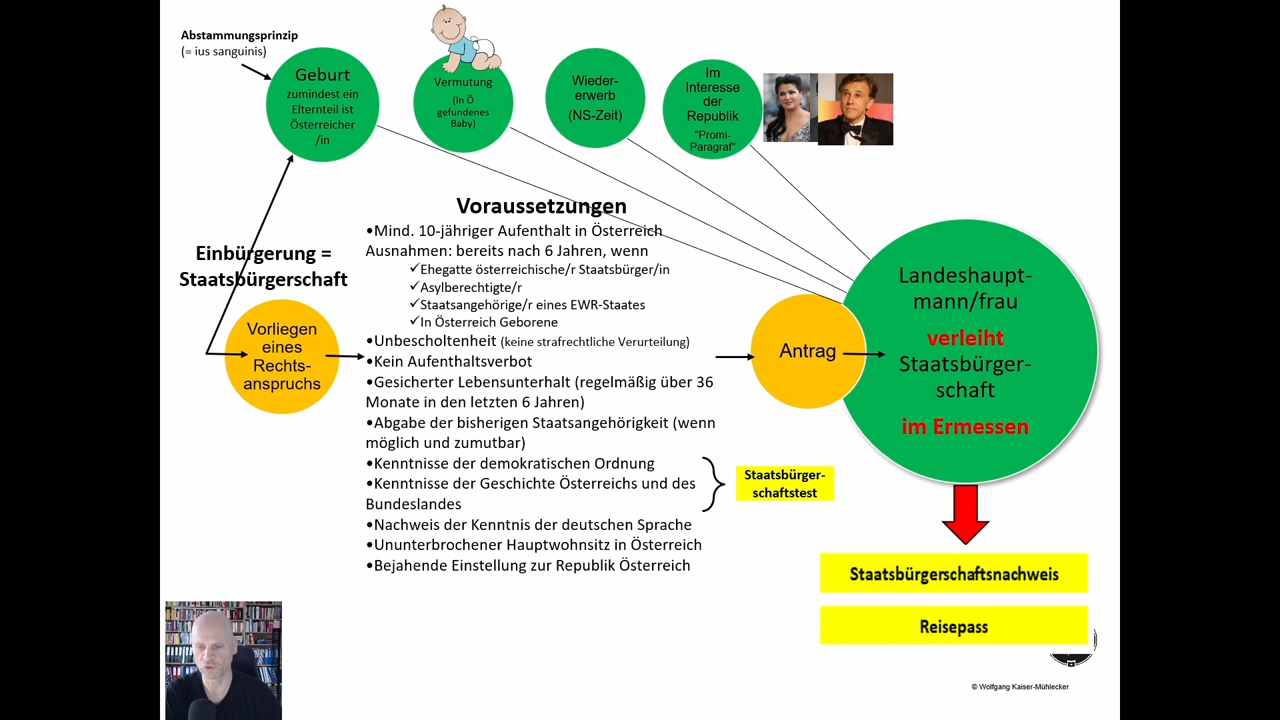 Abstammungsprinzip
(= ius sanguinis)
Geburt
zumindest ein
Elternteil ist
Österreicher
/in
Vermutung
(in Ö
gefundenes
Baby)
Wieder-
erwerb
(NS-Zeit)
Im
Interesse
der
Republik
"Promi-
Paragraf"
Einbürgerung =
Staatsbürgerschaft
Vorliegen
eines
Rechts-
anspruchs
Voraussetzungen
•Mind. 10-jähriger Aufenthalt in Österreich
Ausnahmen: bereits nach 6 Jahren, wenn
✓Ehegatte österreichische/r Staatsbürger/in
✓Asylberechtigte/r
✓Staatsangehörige/r eines EWR-Staates
✓In Österreich Geborene
•Unbescholtenheit (keine strafrechtliche Verurteilung)
•Kein Aufenthaltsverbot
•Gesicherter Lebensunterhalt (regelmäßig über 36
Monate in den letzten 6 Jahren)
•Abgabe der bisherigen Staatsangehörigkeit (wenn
möglich und zumutbar)
•Kenntnisse der demokratischen Ordnung
•Kenntnisse der Geschichte Österreichs und des
Bundeslandes
•Nachweis der Kenntnis der deutschen Sprache
•Ununterbrochener Hauptwohnsitz in Österreich
•Bejahende Einstellung zur Republik Österreich
Staatsbürger-
schaftstest
Antrag
Landeshaupt-
mann/frau
verleiht
Staatsbürger-
schaft
im Ermessen
Staatsbürgerschaftsnachweis
Reisepass
© Wolfgang Kaiser-Mühlecker